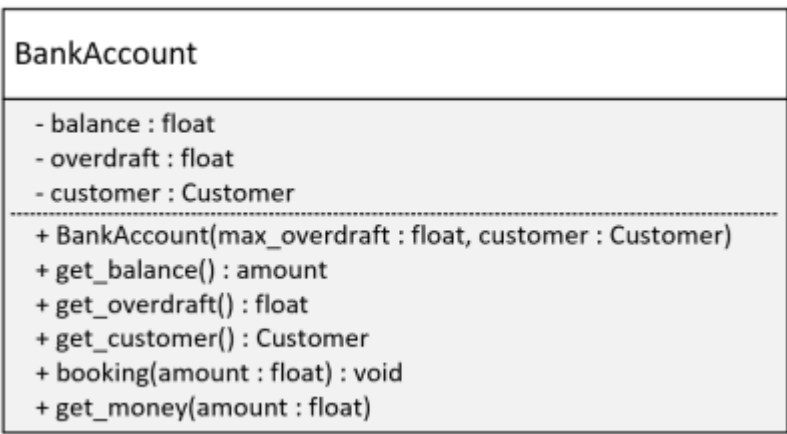 BankAccount
- balance : float
- overdraft : float
- customer : Customer
+ BankAccount(max_overdraft : float, customer : Customer)
+ get_balance() : amount
+ get_overdraft() : float
+ get_customer() : Customer
+ booking(amount : float) : void
+ get_money(amount : float)